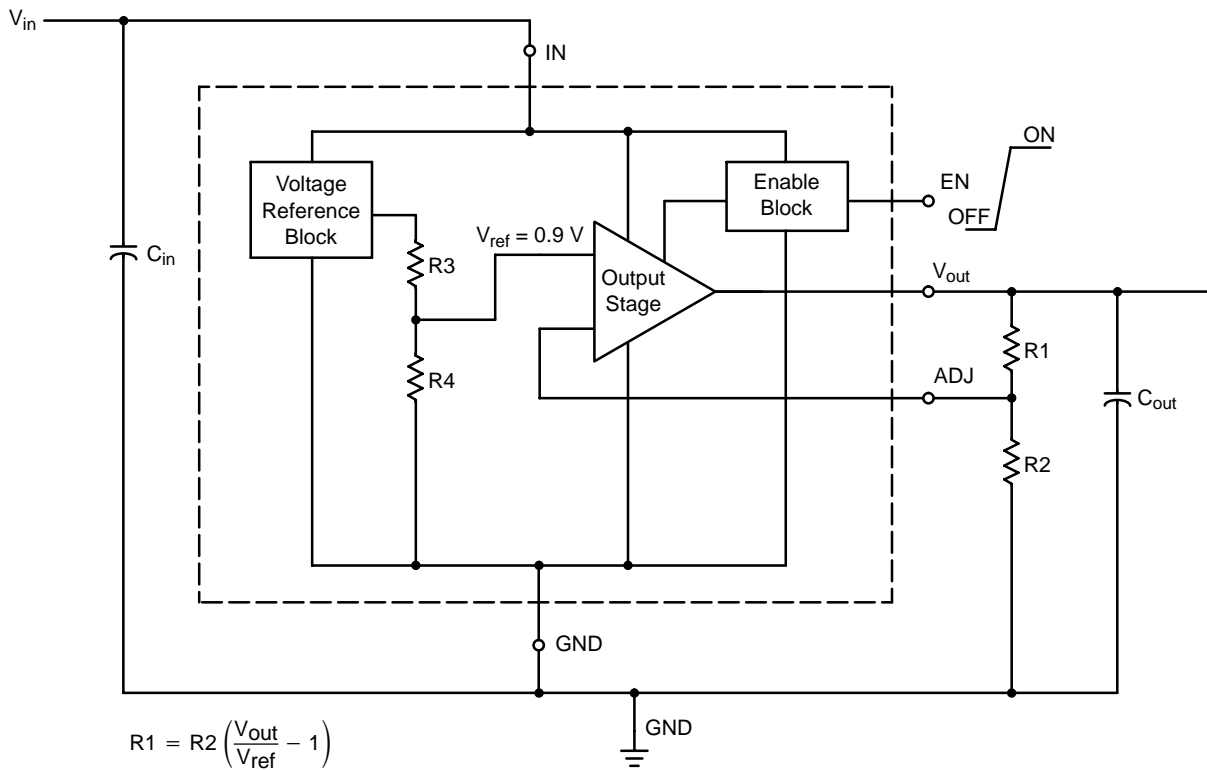 Vin
IN
ON
Voltage
Reference
Block
Enable
Block
EN
OFF
Cin
R3
Vref = 0.9 V
Output
Stage
Vout
R1
R4
ADJ
Cout
R2
GND
GND
R1 = R2 (Vout/Vref − 1)